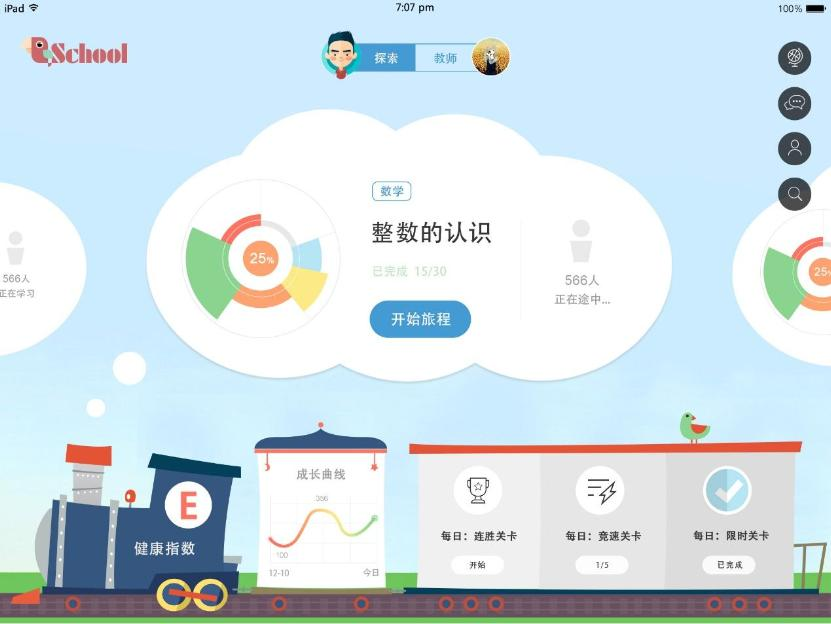 iPad
7:07 pm
100%
School
探索
教师
数学
整数的认识
已完成 15/30
开始旅程
25%
566人
正在途中...
566人
正在学习
25%
E
健康指数
成长曲线
356
100
12-10
今日
每日：连胜关卡
开始
每日：竞速关卡
1/5
每日：限时关卡
已完成